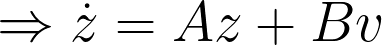 ⇒ ż = Az + Bv